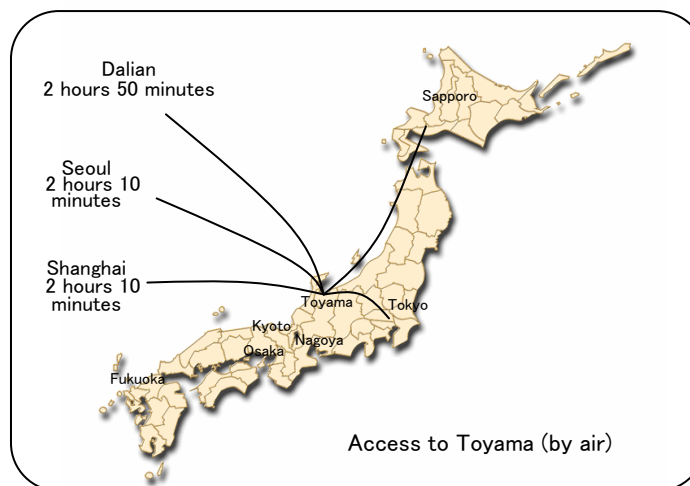 Dalian
2 hours 50 minutes
Sapporo
Seoul
2 hours 10
minutes
Shanghai
2 hours 10
minutes
Toyama
Tokyo
Kyoto
Nagoya
Osaka
Fukuoka
Access to Toyama (by air)